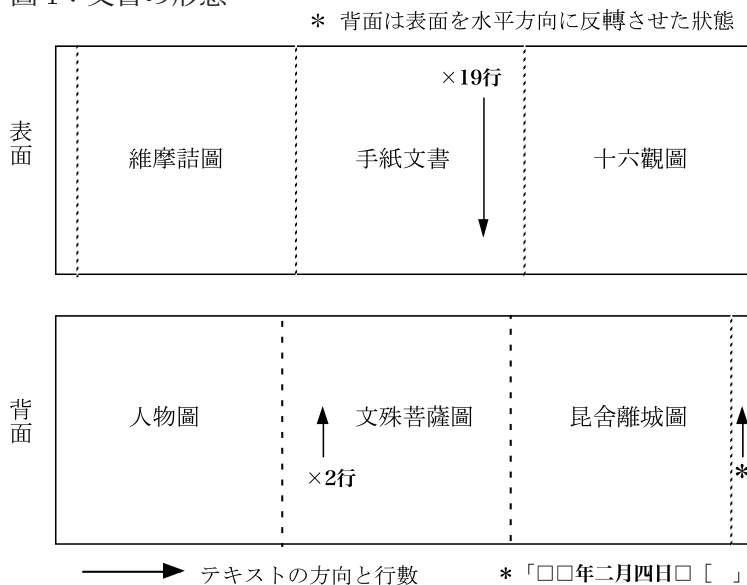 圖1：文書の形態
* 背面は表面を水平方向に反轉させた狀態
表面
×19行
維摩詰圖
手紙文書
十六觀圖
背面
人物圖
文殊菩薩圖
昆舍離城圖
×2行
*
テキストの方向と行數
*「□□年二月四日□［　」